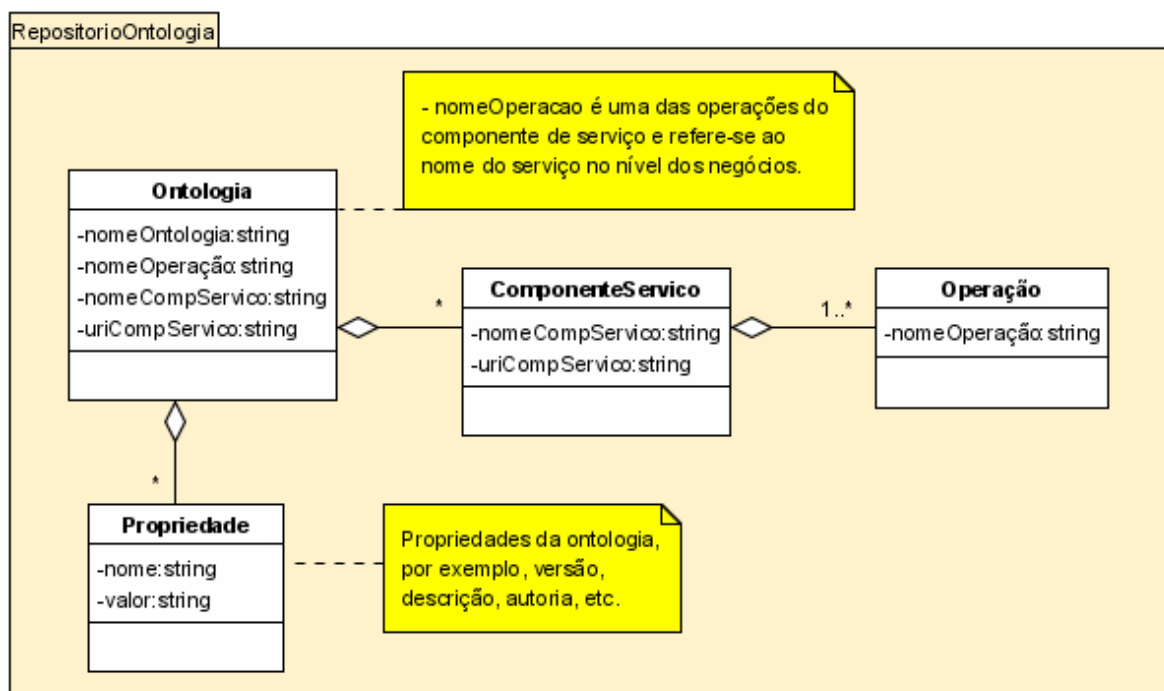 RepositorioOntologia
- nomeOperacao é uma das operações do
componente de serviço e refere-se ao
nome do serviço no nível dos negócios.
Ontologia
-nomeOntologia:string
-nomeOperação:string
-nomeCompServico:string
-uriCompServico:string
*
ComponenteServico
-nomeCompServico:string
-uriCompServico:string
1..*
Operação
-nomeOperação:string
*
Propriedade
-nome:string
-valor:string
Propriedades da ontologia,
por exemplo, versão,
descrição, autoria, etc.